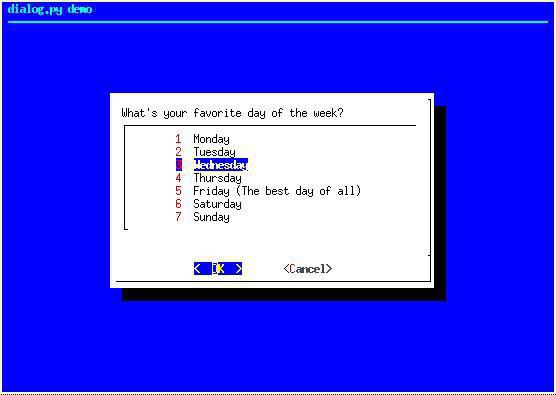 dialog.py demo
What's your favorite day of the week?
1 Monday
2 Tuesday
3 Wednesday
4 Thursday
5 Friday (The best day of all)
6 Saturday
7 Sunday
< OK > <Cancel>